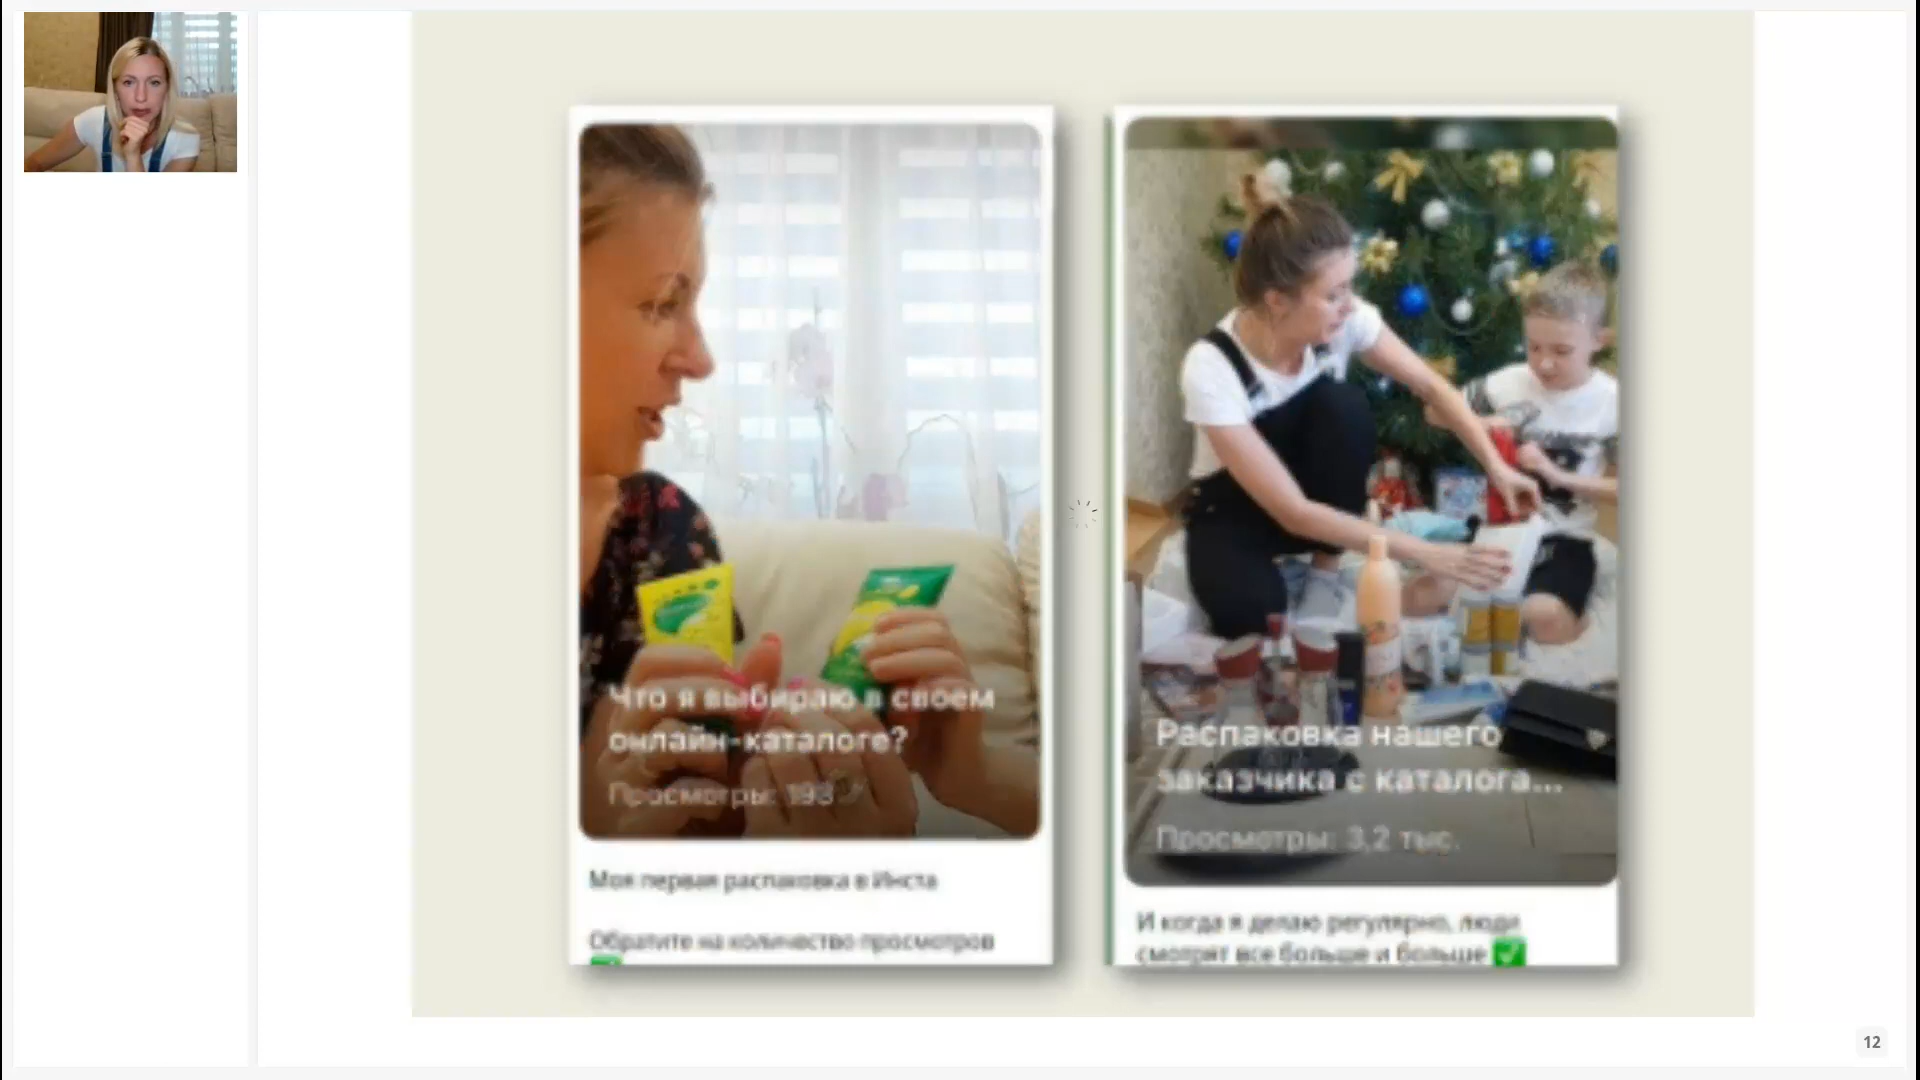 Что я выбираю в своем
онлайн-каталоге?
Просмотры: 193
Моя первая распаковка в Инста
Обратите на количество просмотров
Распаковка нашего
заказчика с каталога...
Просмотры: 3,2 тыс.
И когда я делаю регулярно, люди
смотрят все больше и больше ✅
12